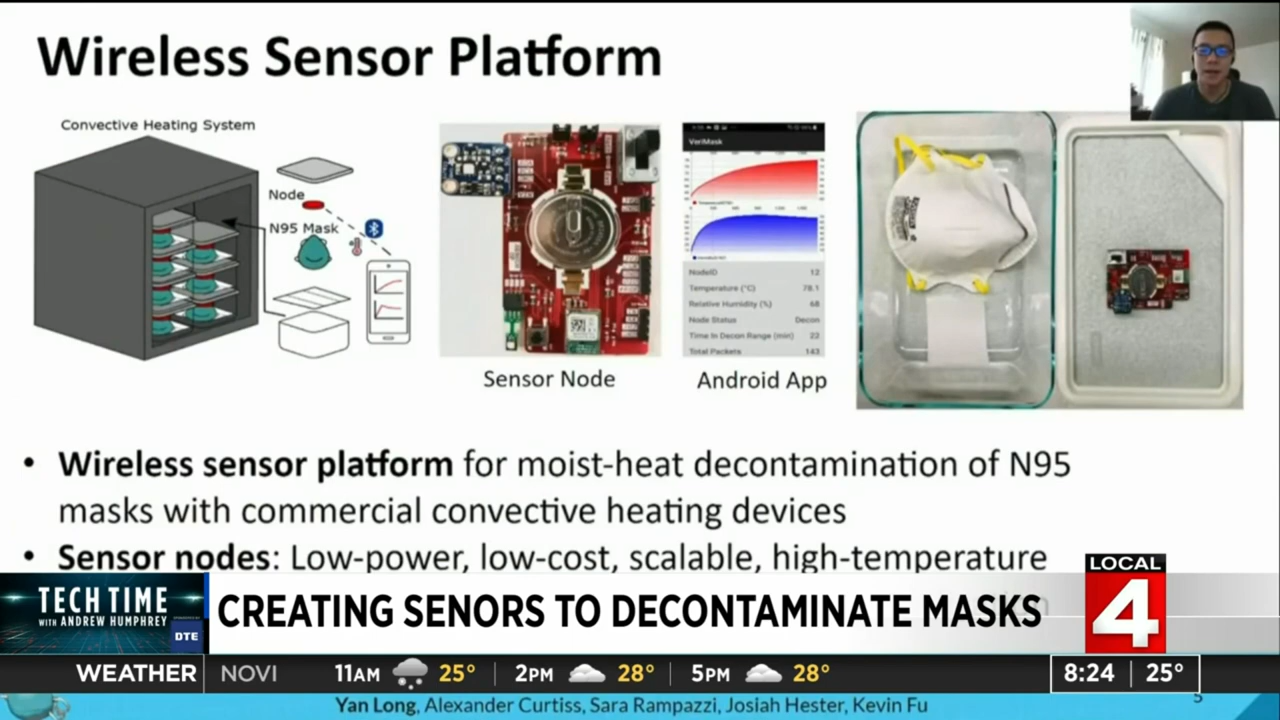 Wireless Sensor Platform
Convective Heating System
Node
N95 Mask
VeriMask
NodeID 12
Temperature (°C) 78.1
Relative Humidity (%) 68
Node Status Decon
Time In Decon Range (min) 22
Total Packets 143
Sensor Node
Android App
• Wireless sensor platform for moist-heat decontamination of N95
masks with commercial convective heating devices
• Sensor nodes: Low-power, low-cost, scalable, high-temperature
TECH TIME
WITH ANDREW HUMPHREY
DTE
CREATING SENORS TO DECONTAMINATE MASKS
LOCAL
4
WEATHER NOVI 11AM 25° 2PM 28° 5PM 28° 8:24 25°
Yan Long, Alexander Curtiss, Sara Rampazzi, Josiah Hester, Kevin Fu
5